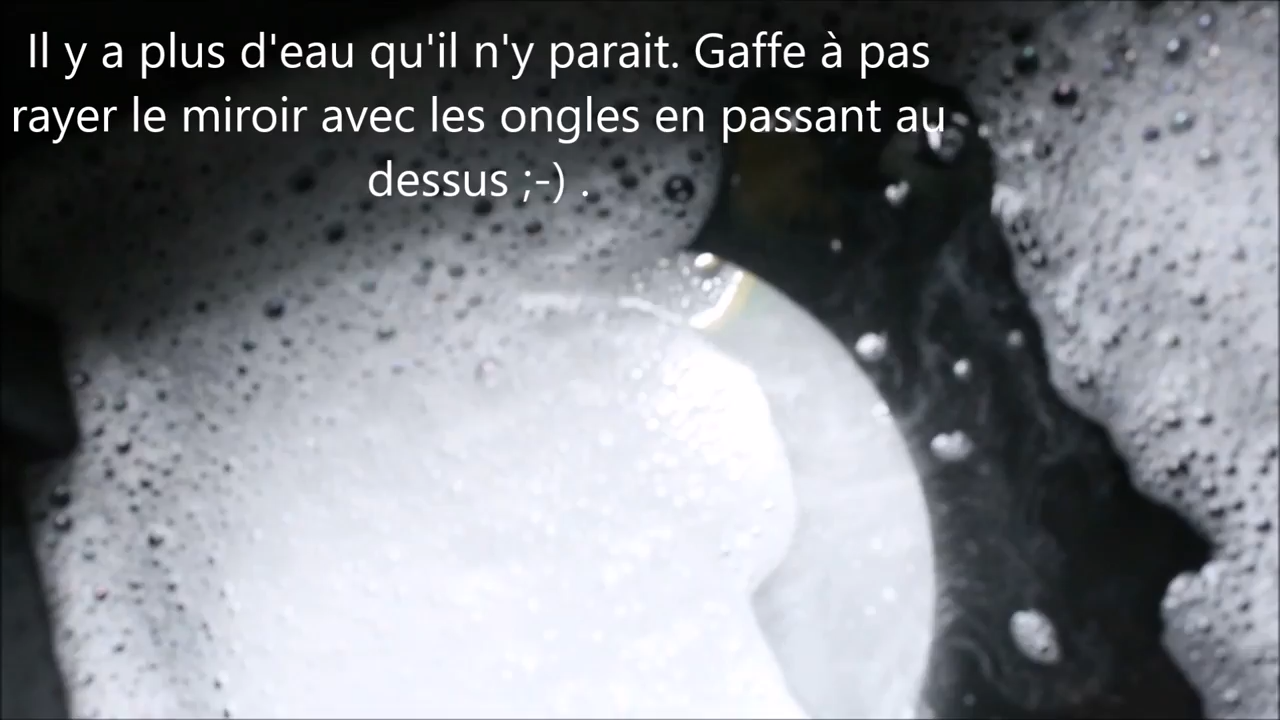 Il y a plus d'eau qu'il n'y parait. Gaffe à pas
rayer le miroir avec les ongles en passant au
dessus ;-) .